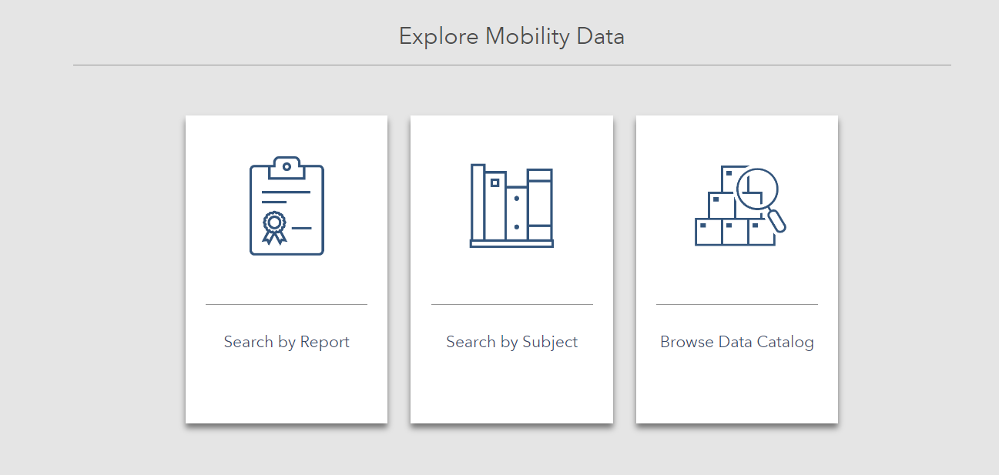 Explore Mobility Data
Search by Report
Search by Subject
Browse Data Catalog